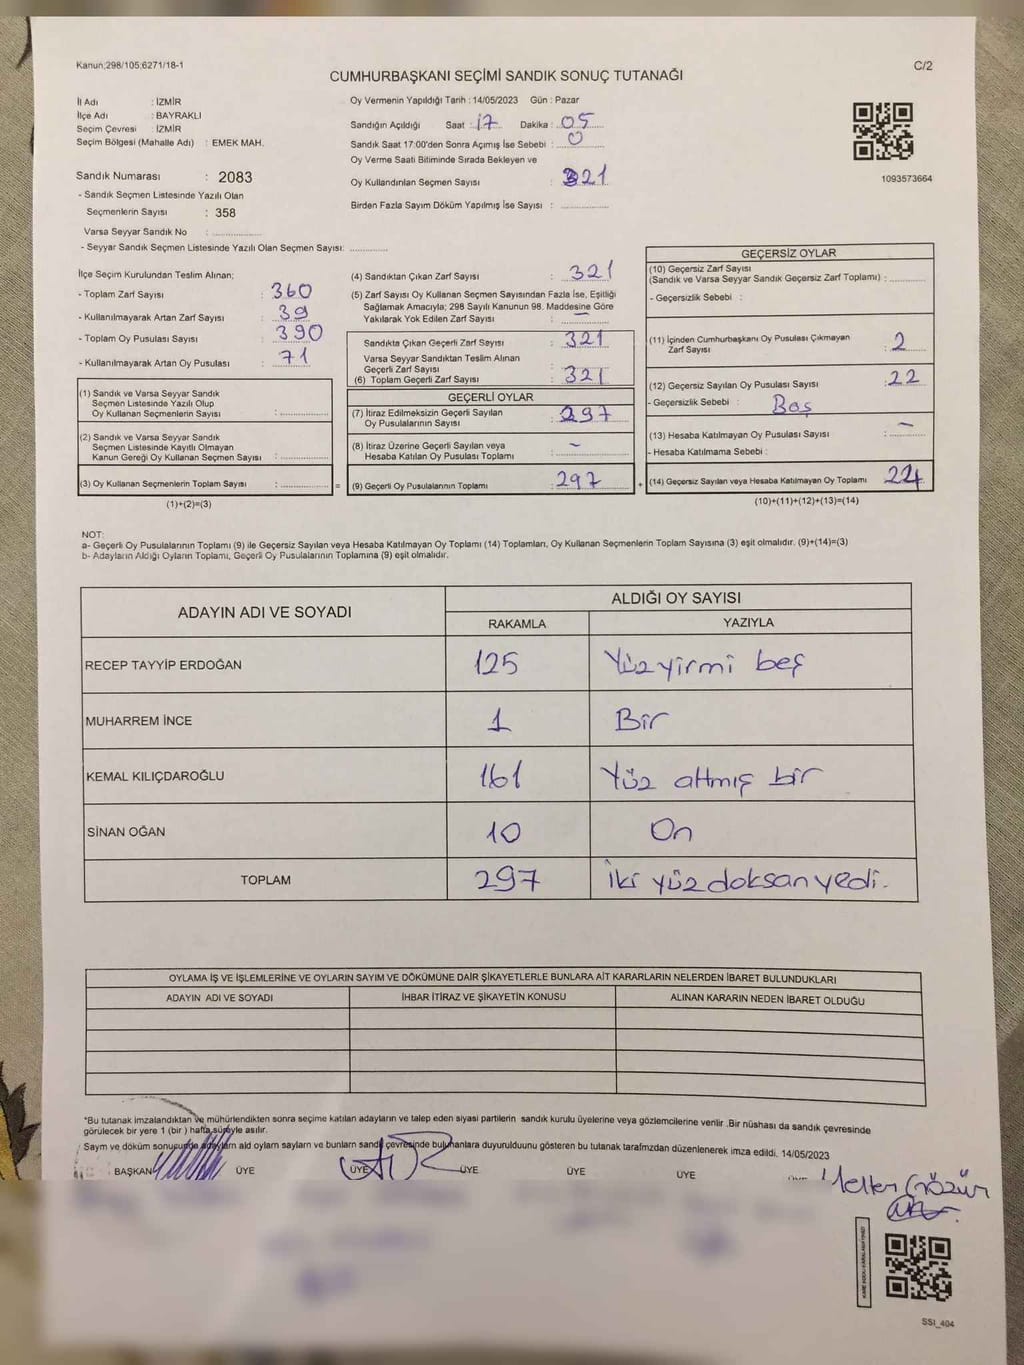 Kanun;298/105;6271/18-1
C/2
CUMHURBAŞKANI SEÇİMİ SANDIK SONUÇ TUTANAĞI
İl Adı : İZMİR
İlçe Adı : BAYRAKLI
Seçim Çevresi : İZMİR
Seçim Bölgesi (Mahalle Adı) : EMEK MAH.
Sandık Numarası : 2083
- Sandık Seçmen Listesinde Yazılı Olan
Seçmenlerin Sayısı : 358
Varsa Seyyar Sandık No :
- Seyyar Sandık Seçmen Listesinde Yazılı Olan Seçmen Sayısı:
Oy Vermenin Yapıldığı Tarih : 14/05/2023 Gün : Pazar
Sandığın Açıldığı Saat : 17 Dakika : 05
Sandık Saat 17:00'den Sonra Açımış İse Sebebi : 0
Oy Verme Saati Bitiminde Sırada Bekleyen ve
Oy Kullandırılan Seçmen Sayısı : 321
Birden Fazla Sayım Döküm Yapılmış İse Sayısı :
1093573664
İlçe Seçim Kurulundan Teslim Alınan;
- Toplam Zarf Sayısı : 360
- Kullanılmayarak Artan Zarf Sayısı : 39
- Toplam Oy Pusulası Sayısı : 390
- Kullanılmayarak Artan Oy Pusulası : 71
(1) Sandık ve Varsa Seyyar Sandık
Seçmen Listesinde Yazılı Olup
Oy Kullanan Seçmenlerin Sayısı :
(2) Sandık ve Varsa Seyyar Sandık
Seçmen Listesinde Kayıtlı Olmayan
Kanun Gereği Oy Kullanan Seçmen Sayısı :
(3) Oy Kullanan Seçmenlerin Toplam Sayısı : =
(1)+(2)=(3)
(4) Sandıktan Çıkan Zarf Sayısı : 321
(5) Zarf Sayısı Oy Kullanan Seçmen Sayısından Fazla İse, Eşitliği
Sağlamak Amacıyla; 298 Sayılı Kanunun 98. Maddesine Göre
Yakılarak Yok Edilen Zarf Sayısı : –
Sandıkta Çıkan Geçerli Zarf Sayısı : 321
Varsa Seyyar Sandıktan Teslim Alınan
Geçerli Zarf Sayısı :
(6) Toplam Geçerli Zarf Sayısı : 321
GEÇERLİ OYLAR
(7) İtiraz Edilmeksizin Geçerli Sayılan
Oy Pusulalarının Sayısı : 297
(8) İtiraz Üzerine Geçerli Sayılan veya
Hesaba Katılan Oy Pusulası Toplamı : –
(9) Geçerli Oy Pusulalarının Toplamı : 297 +
GEÇERSİZ OYLAR
(10) Geçersiz Zarf Sayısı
(Sandık ve Varsa Seyyar Sandık Geçersiz Zarf Toplamı) :
- Geçersizlik Sebebi :
(11) İçinden Cumhurbaşkanı Oy Pusulası Çıkmayan
Zarf Sayısı : 2
(12) Geçersiz Sayılan Oy Pusulası Sayısı : 22
- Geçersizlik Sebebi : Boş
(13) Hesaba Katılmayan Oy Pusulası Sayısı : –
- Hesaba Katılmama Sebebi :
(14) Geçersiz Sayılan veya Hesaba Katılmayan Oy Toplamı 24
(10)+(11)+(12)+(13)=(14)
NOT:
a- Geçerli Oy Pusulalarının Toplamı (9) ile Geçersiz Sayılan veya Hesaba Katılmayan Oy Toplamı (14) Toplamları, Oy Kullanan Seçmenlerin Toplam Sayısına (3) eşit olmalıdır. (9)+(14)=(3)
b- Adayların Aldığı Oyların Toplamı, Geçerli Oy Pusulalarının Toplamına (9) eşit olmalıdır.
ADAYIN ADI VE SOYADI
ALDIĞI OY SAYISI
RAKAMLA YAZIYLA
RECEP TAYYİP ERDOĞAN 125 Yüz yirmi beş
MUHARREM İNCE 1 Bir
KEMAL KILIÇDAROĞLU 161 Yüz altmış bir
SİNAN OĞAN 10 On
TOPLAM 297 İki yüz doksan yedi.
OYLAMA İŞ VE İŞLEMLERİNE VE OYLARIN SAYIM VE DÖKÜMÜNE DAİR ŞİKAYETLERLE BUNLARA AİT KARARLARIN NELERDEN İBARET BULUNDUKLARI
ADAYIN ADI VE SOYADI İHBAR İTİRAZ VE ŞİKAYETİN KONUSU ALINAN KARARIN NEDEN İBARET OLDUĞU
*Bu tutanak imzalandıktan ve mühürlendikten sonra seçime katılan adayların ve talep eden siyasi partilerin sandık kurulu üyelerine veya gözlemcilerine verilir .Bir nüshası da sandık çevresinde
görülecek bir yere 1 (bir ) hafta süreyle asılır.
Sayım ve döküm sonucunda adayların ald oyların sayıları ve bunların sandık çevresinde bulunanlara duyurulduunu gösteren bu tutanak tarafmzdan düzenlenerek imza edildi. 14/05/2023
BAŞKAN ÜYE ÜYE ÜYE ÜYE ÜYE
SSI_404